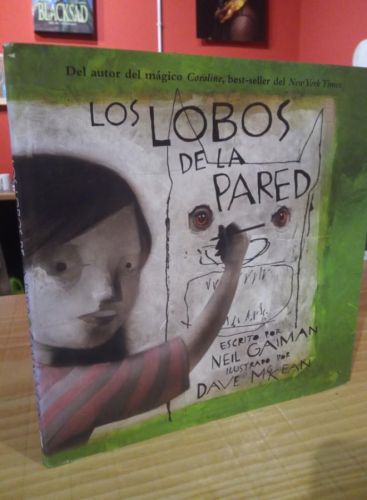 BLACKSAD
Del autor del mágico Coraline, best-seller del New York Times
LOS LOBOS
DE LA
PARED
ESCRITO POR
NEIL GAIMAN
ILUSTRADO POR
DAVE McKEAN